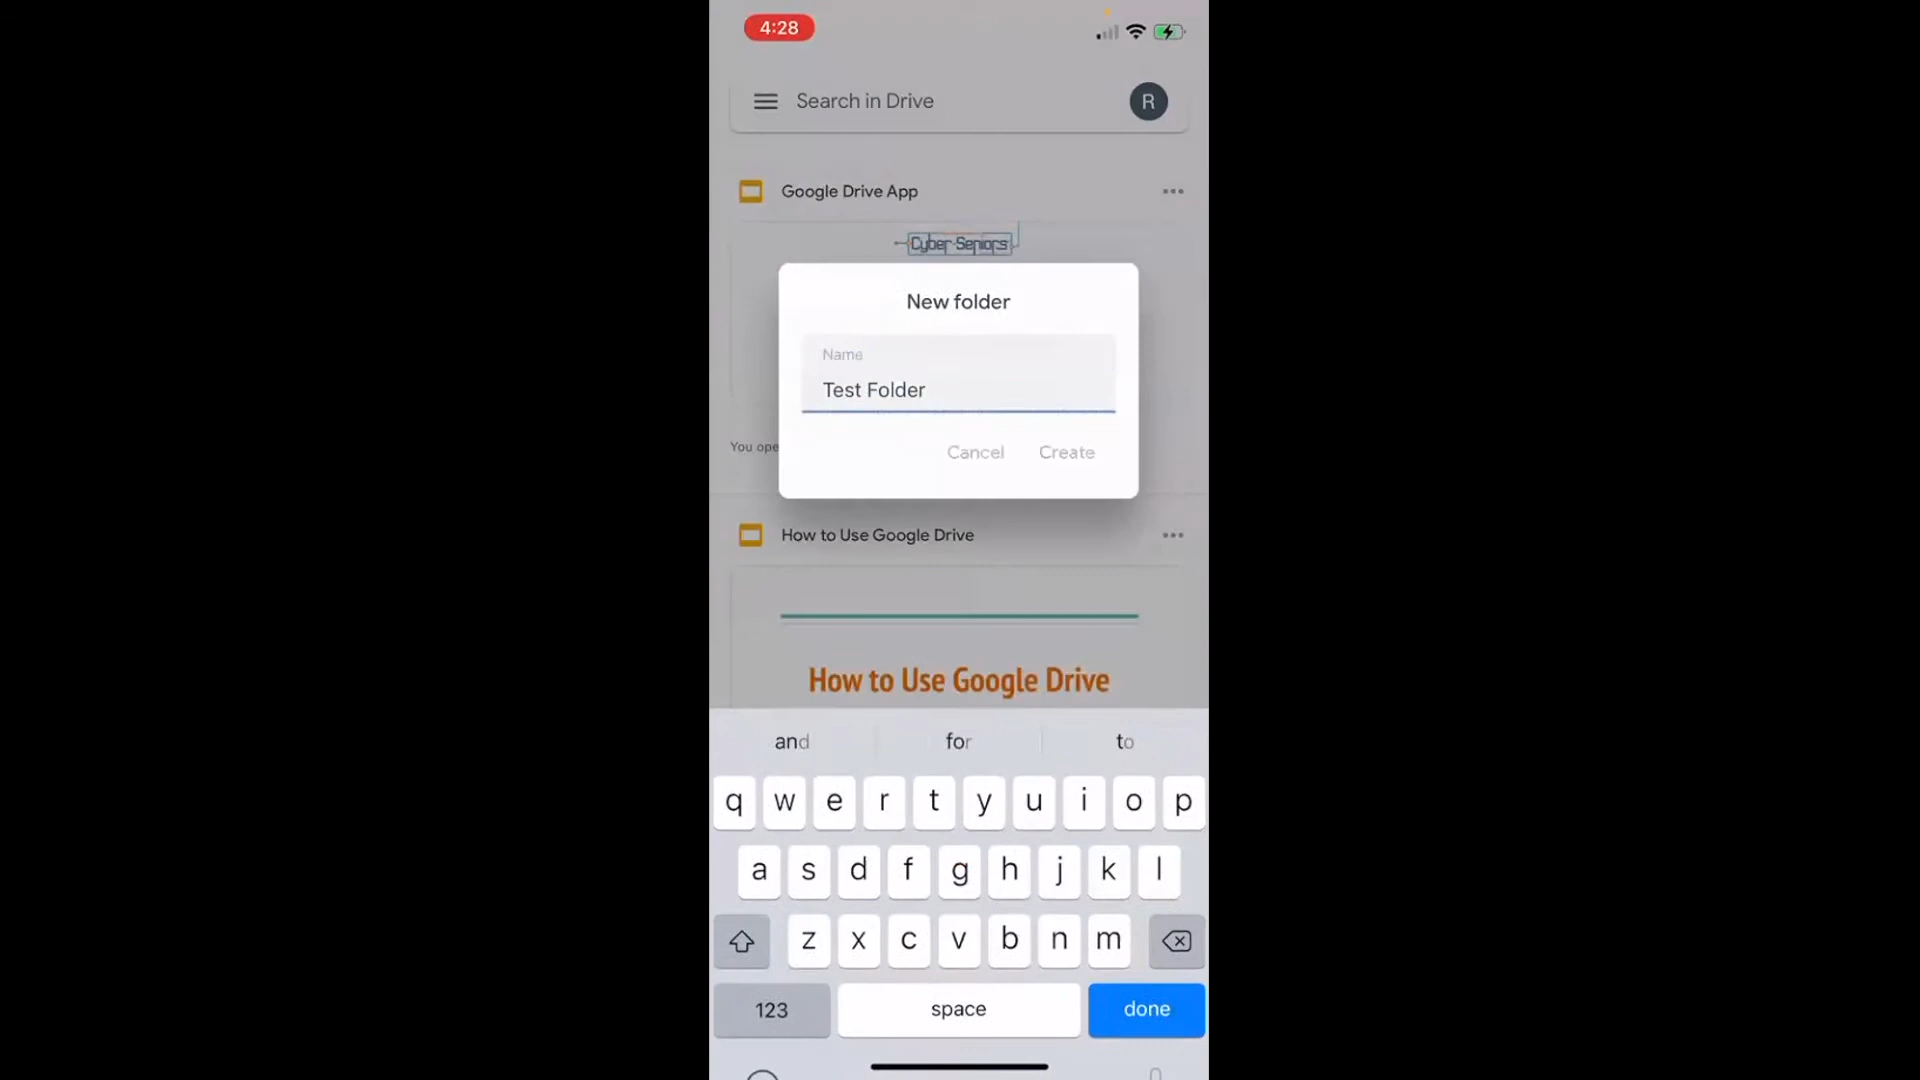 4:28
Search in Drive
R
Google Drive App
Cyber-Seniors
New folder
Name
Test Folder
You ope
Cancel Create
How to Use Google Drive
How to Use Google Drive
and for to
q w e r t y u i o p
a s d f g h j k l
z x c v b n m
123 space done